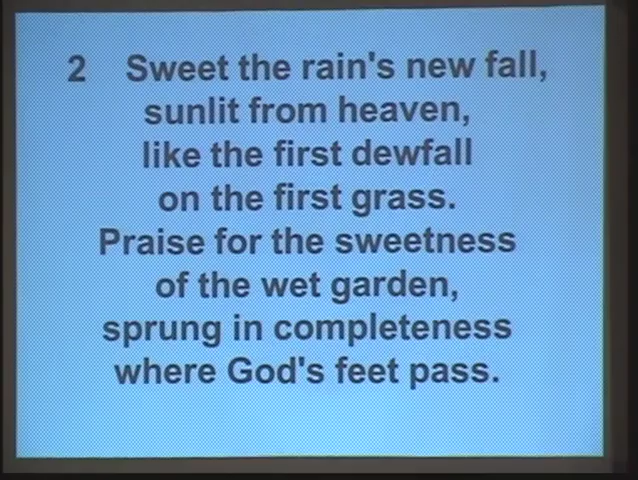 2 Sweet the rain's new fall,
sunlit from heaven,
like the first dewfall
on the first grass.
Praise for the sweetness
of the wet garden,
sprung in completeness
where God's feet pass.